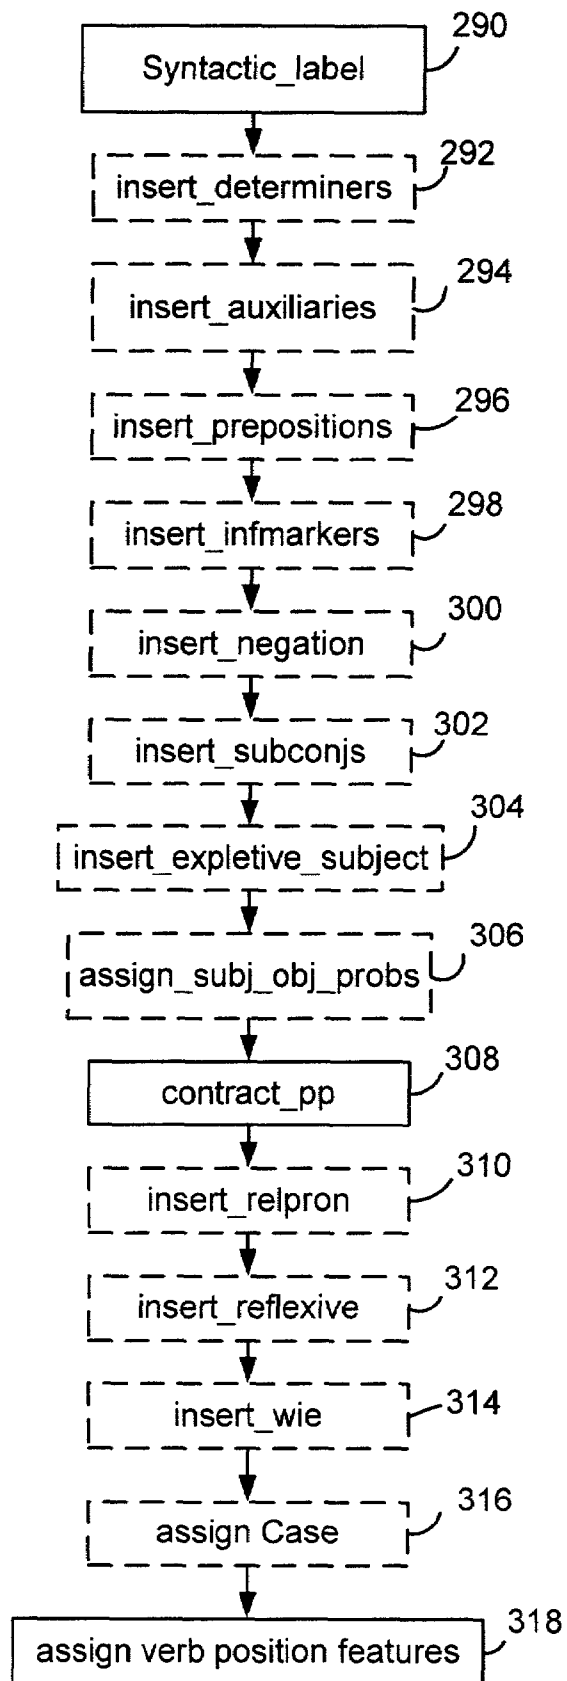 290
Syntactic_label
292
insert_determiners
294
insert_auxiliaries
296
insert_prepositions
298
insert_infmarkers
300
insert_negation
302
insert_subconjs
304
insert_expletive_subject
306
assign_subj_obj_probs
308
contract_pp
310
insert_relpron
312
insert_reflexive
314
insert_wie
316
assign Case
318
assign verb position features